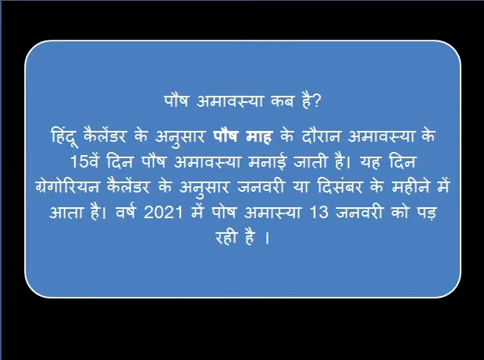 पौष अमावस्या कब है?
हिंदू कैलेंडर के अनुसार पौष माह के दौरान अमावस्या के
15वें दिन पौष अमावस्या मनाई जाती है। यह दिन
ग्रेगोरियन कैलेंडर के अनुसार जनवरी या दिसंबर के महीने में
आता है। वर्ष 2021 में पोष अमास्या 13 जनवरी को पड़
रही है ।